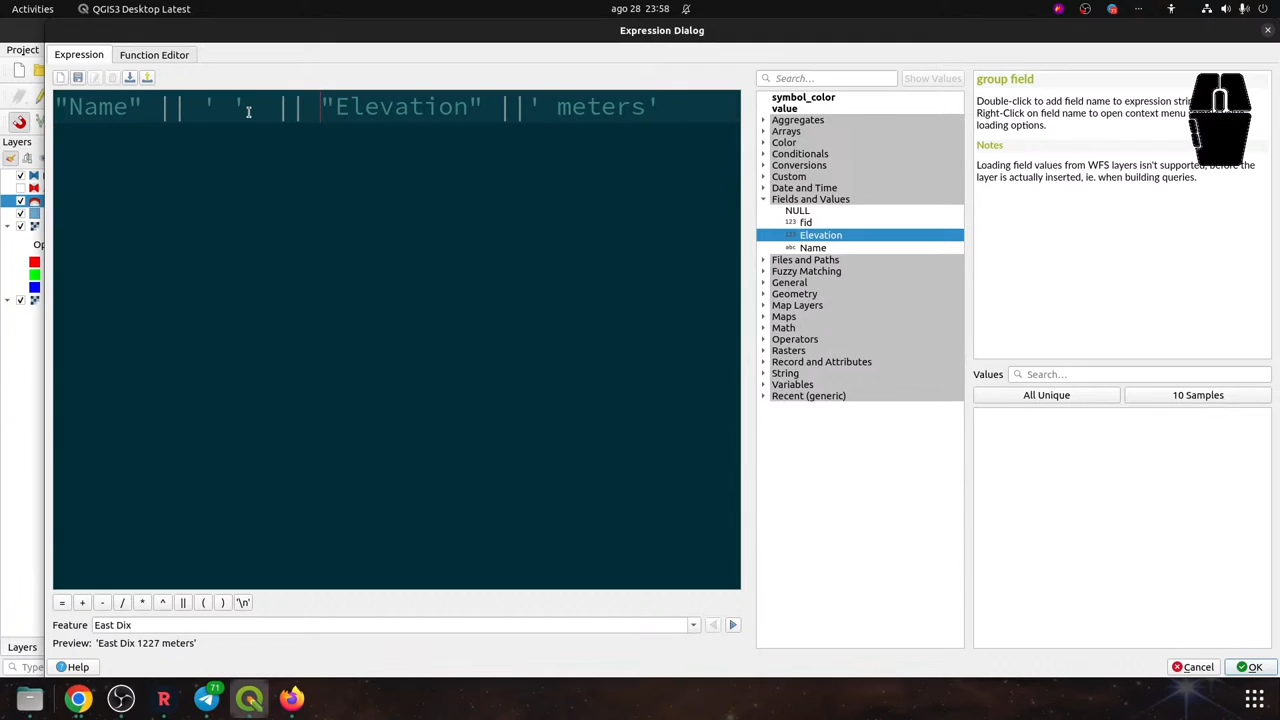 Activities
QGIS3 Desktop Latest
ago 28 23:58
Project
Expression Dialog
Expression
Function Editor
"Name" || ' ' || "Elevation" ||' meters'
Search...
Show Values
symbol_color
value
Aggregates
Arrays
Color
Conditionals
Conversions
Custom
Date and Time
Fields and Values
NULL
123 fid
123 Elevation
abc Name
Files and Paths
Fuzzy Matching
General
Geometry
Map Layers
Maps
Math
Operators
Rasters
Record and Attributes
String
Variables
Recent (generic)
group field
Double-click to add field name to expression
Right-Click on field name to open context menu
loading options.
Notes
Loading field values from WFS layers isn't supported, before the
layer is actually inserted, ie. when building queries.
Values
Search...
All Unique
10 Samples
Layers
= + - / * ^ || ( ) '\n'
Feature
East Dix
Preview: 'East Dix 1227 meters'
Layers
Help
Cancel
OK
71
R